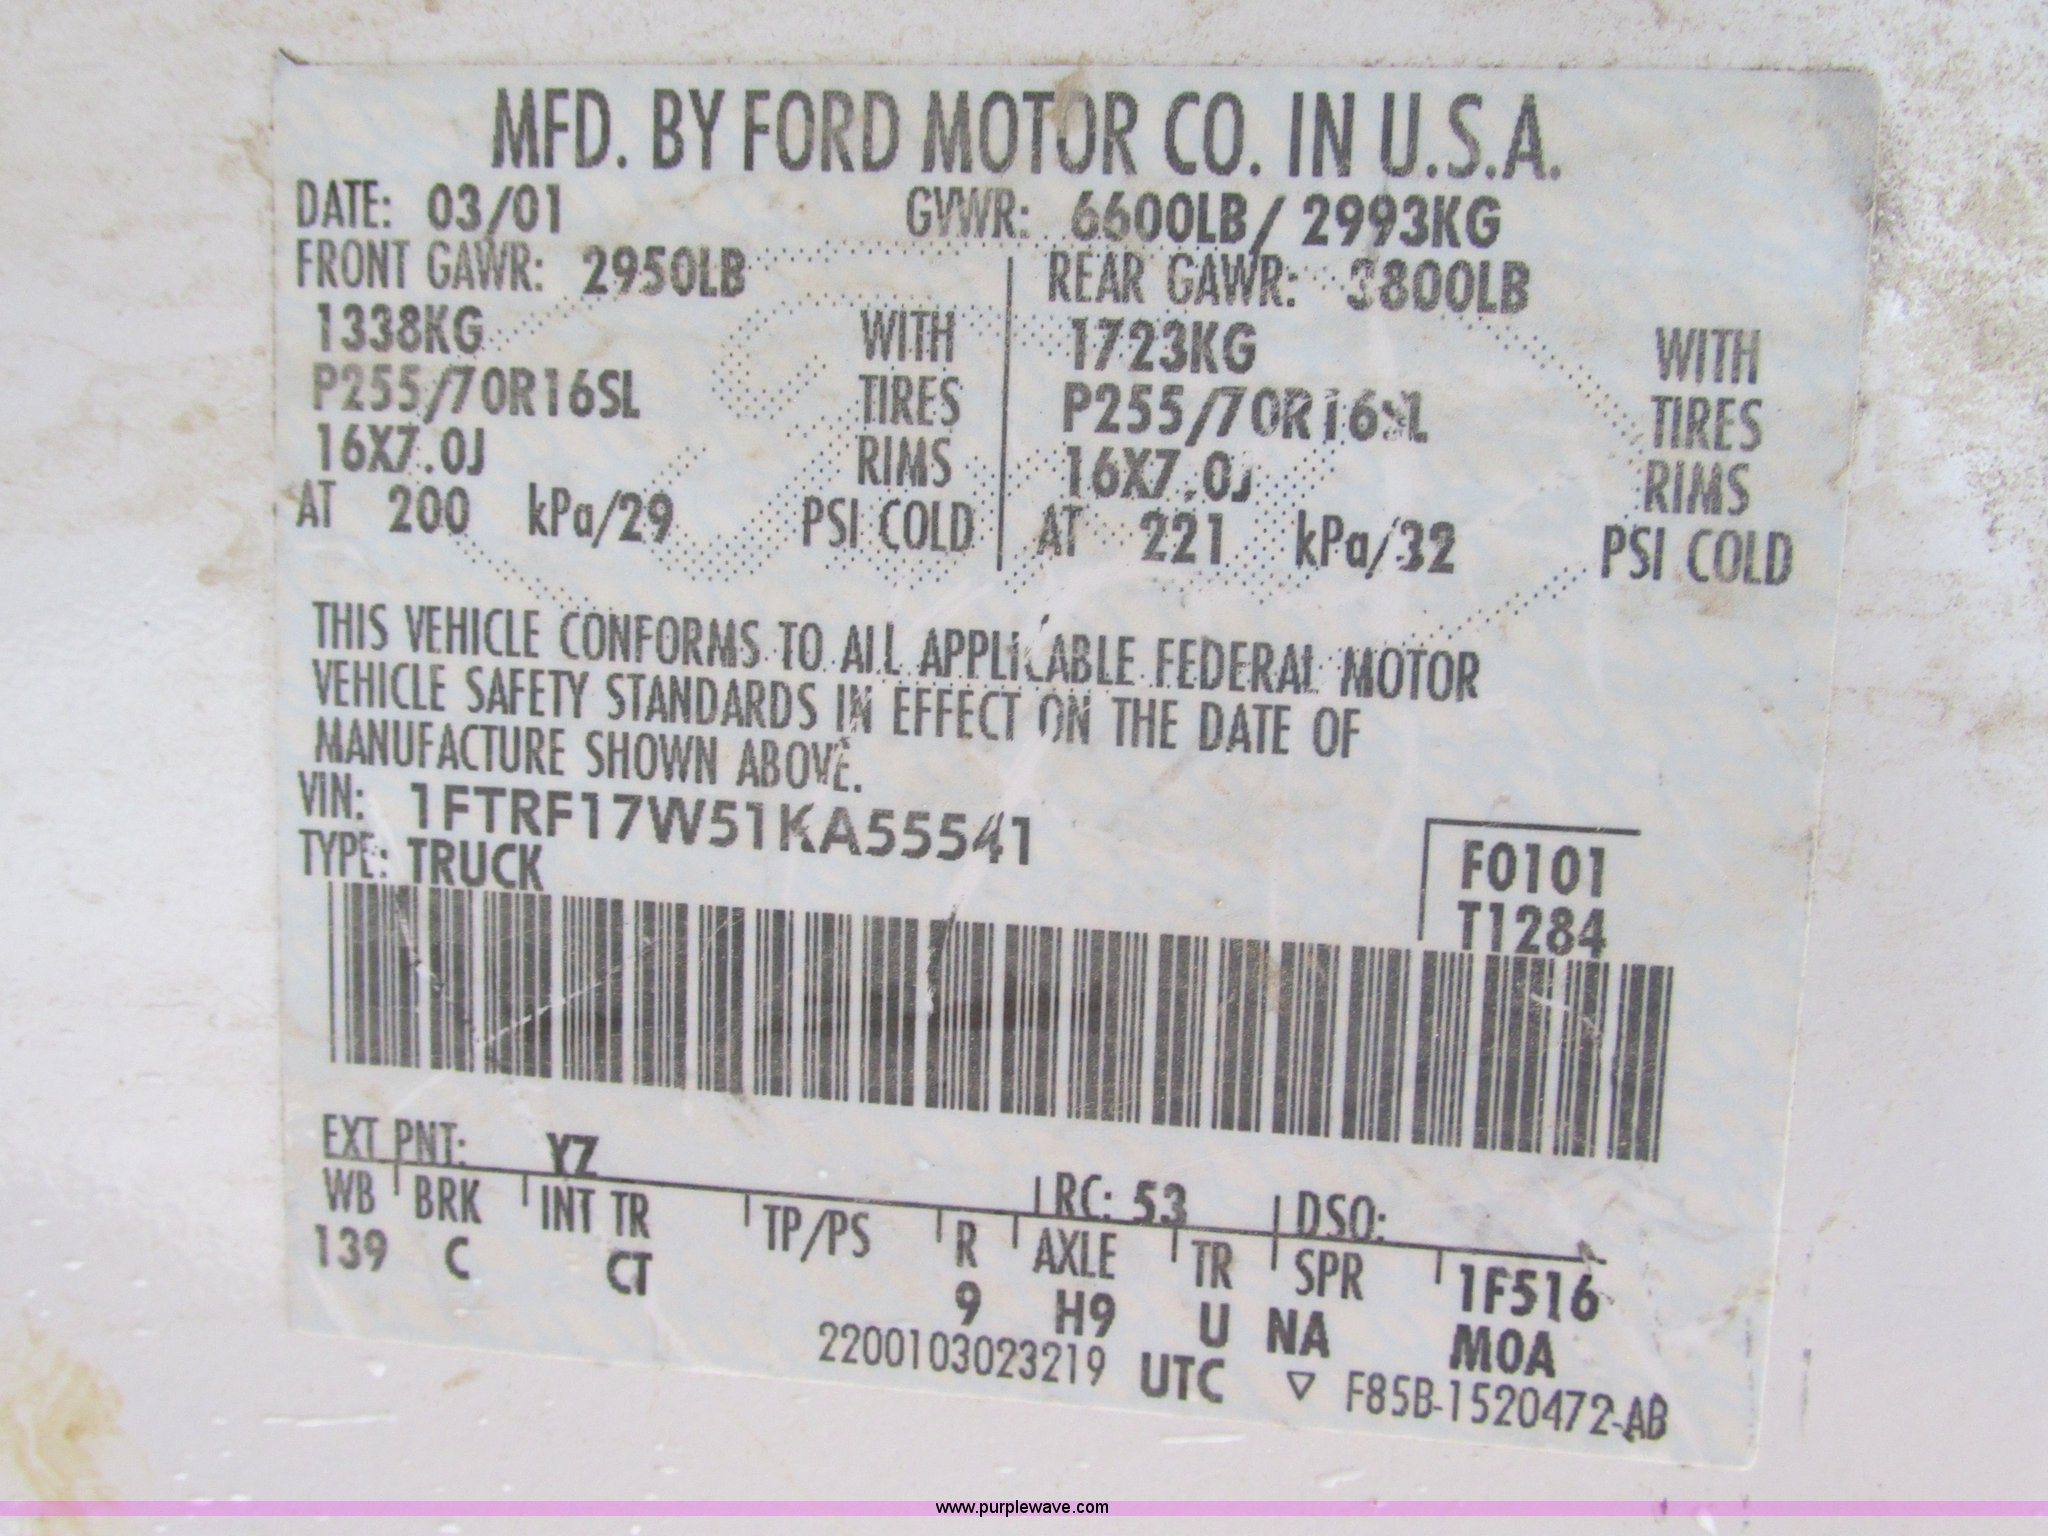 MFD. BY FORD MOTOR CO. IN U.S.A.
DATE: 03/01 GVWR: 6600LB/ 2993KG
FRONT GAWR: 2950LB REAR GAWR: 3800LB
1338KG WITH 1723KG WITH
P255/70R16SL TIRES P255/70R16SL TIRES
16X7.0J RIMS 16X7.0J RIMS
AT 200 kPa/29 PSI COLD AT 221 kPa/32 PSI COLD
THIS VEHICLE CONFORMS TO ALL APPLICABLE FEDERAL MOTOR
VEHICLE SAFETY STANDARDS IN EFFECT ON THE DATE OF
MANUFACTURE SHOWN ABOVE.
VIN: 1FTRF17W51KA55541
TYPE: TRUCK
F0101
T1284
EXT PNT: YZ RC: 53 DSO:
WB BRK INT TR TP/PS R AXLE TR SPR 1F516
139 C CT 9 H9 U NA MOA
2200103023219 UTC ▽ F85B-1520472-AB
www.purplewave.com